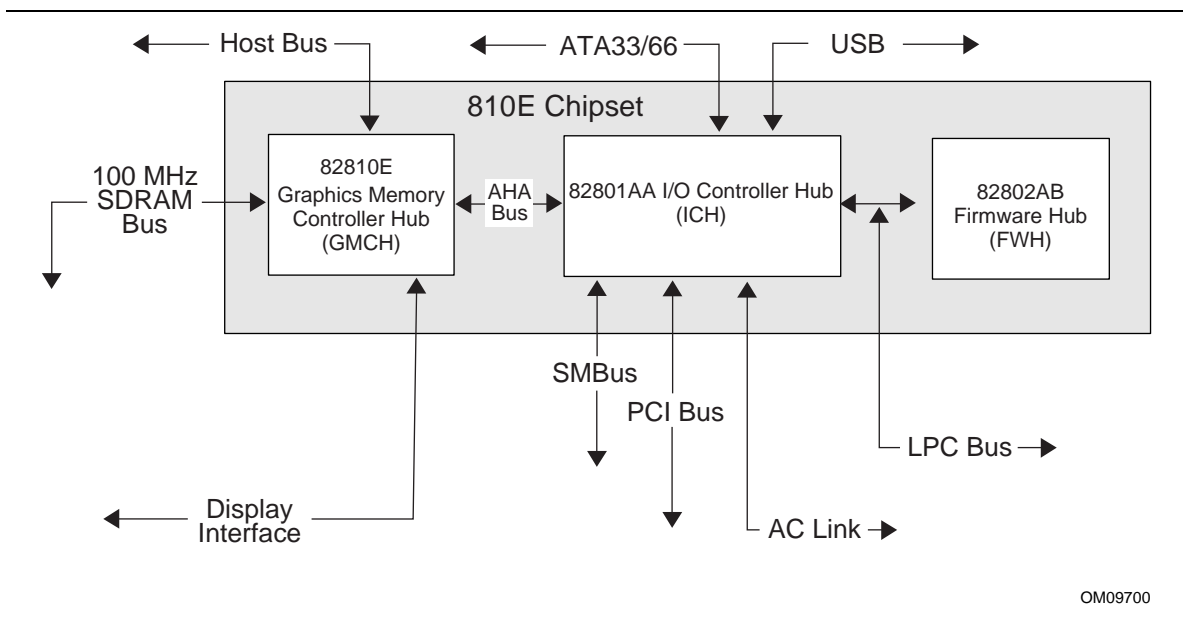 Host Bus
ATA33/66
USB
810E Chipset
100 MHz
SDRAM
Bus
82810E
Graphics Memory
Controller Hub
(GMCH)
AHA
Bus
82801AA I/O Controller Hub
(ICH)
82802AB
Firmware Hub
(FWH)
SMBus
PCI Bus
LPC Bus
Display
Interface
AC Link
OM09700